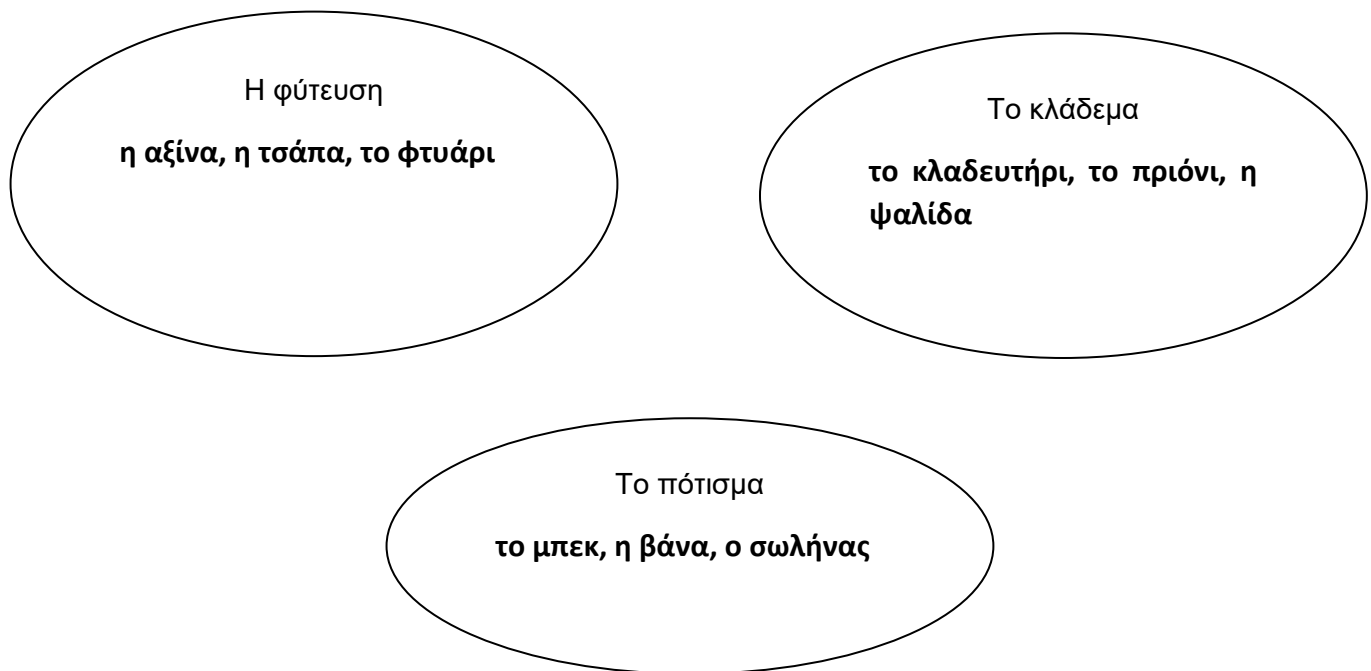 Η φύτευση
η αξίνα, η τσάπα, το φτυάρι
Το κλάδεμα
το κλαδευτήρι, το πριόνι, η
ψαλίδα
Το πότισμα
το μπεκ, η βάνα, ο σωλήνας